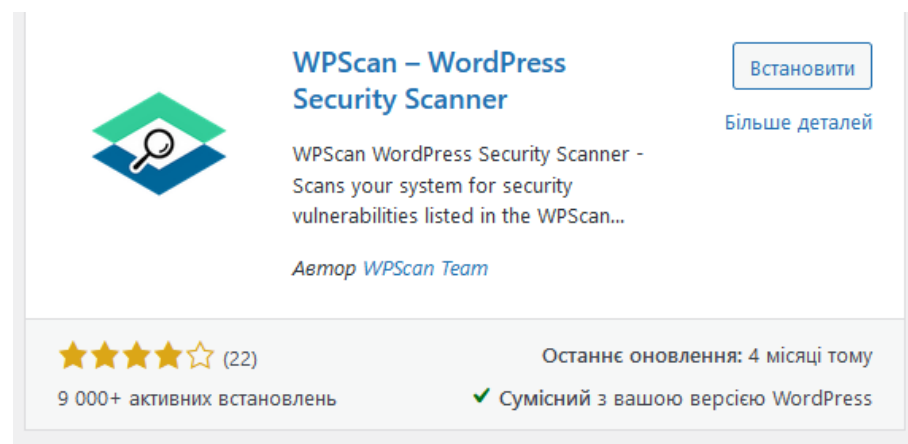 WPScan – WordPress
Security Scanner
Встановити
Більше деталей
WPScan WordPress Security Scanner -
Scans your system for security
vulnerabilities listed in the WPScan...
Автор WPScan Team
(22)
Останнє оновлення: 4 місяці тому
9 000+ активних встановлень
Сумісний з вашою версією WordPress